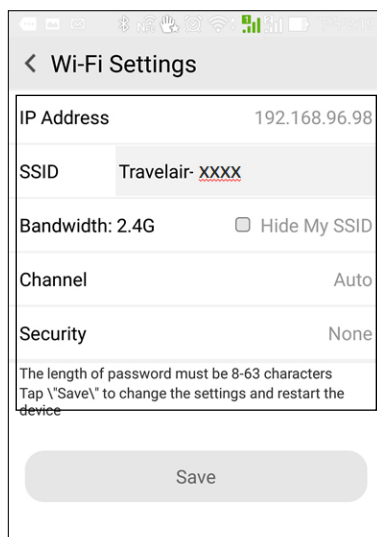 Wi-Fi Settings
IP Address 192.168.96.98
SSID Travelair- XXXX
Bandwidth: 2.4G Hide My SSID
Channel Auto
Security None
The length of password must be 8-63 characters
Tap \"Save\" to change the settings and restart the
device
Save